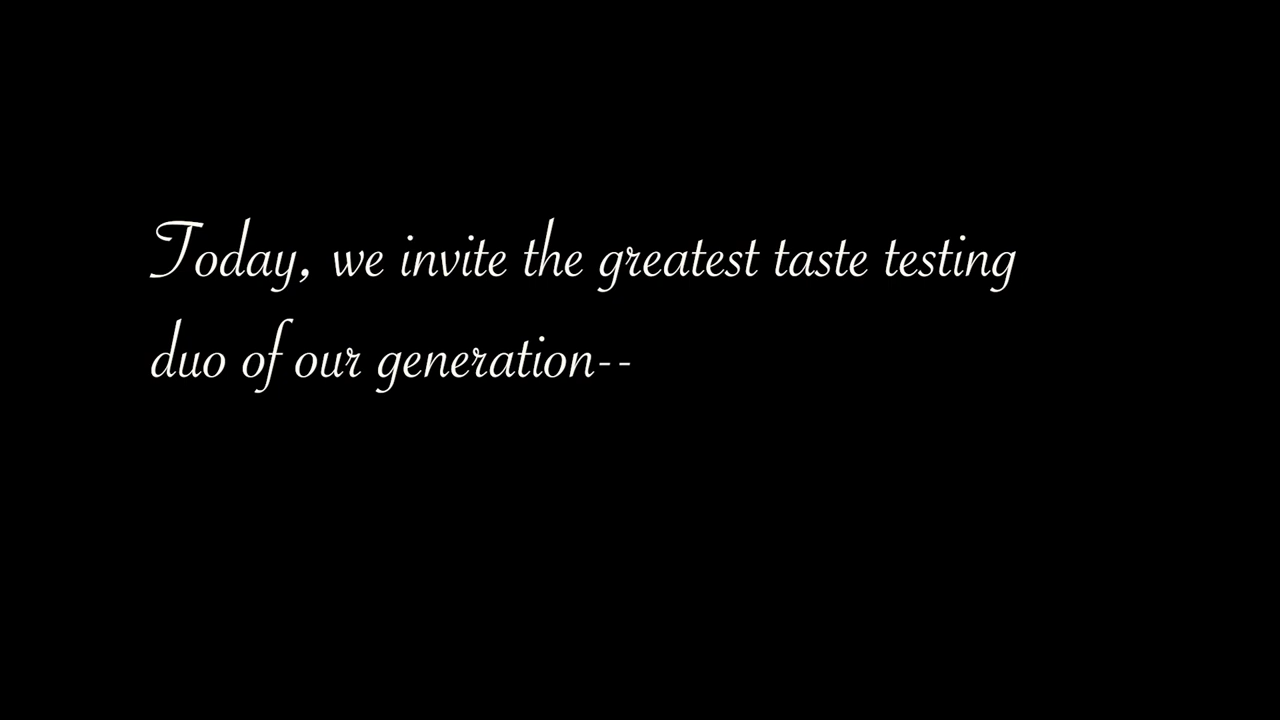 Today, we invite the greatest taste testing
duo of our generation--